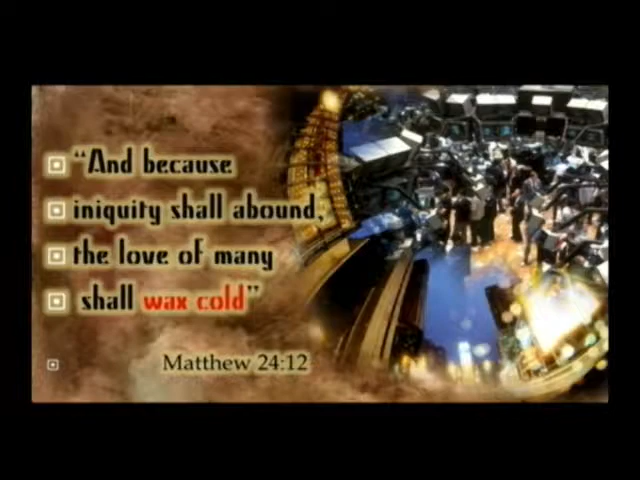 “And because
iniquity shall abound,
the love of many
shall wax cold”
Matthew 24:12